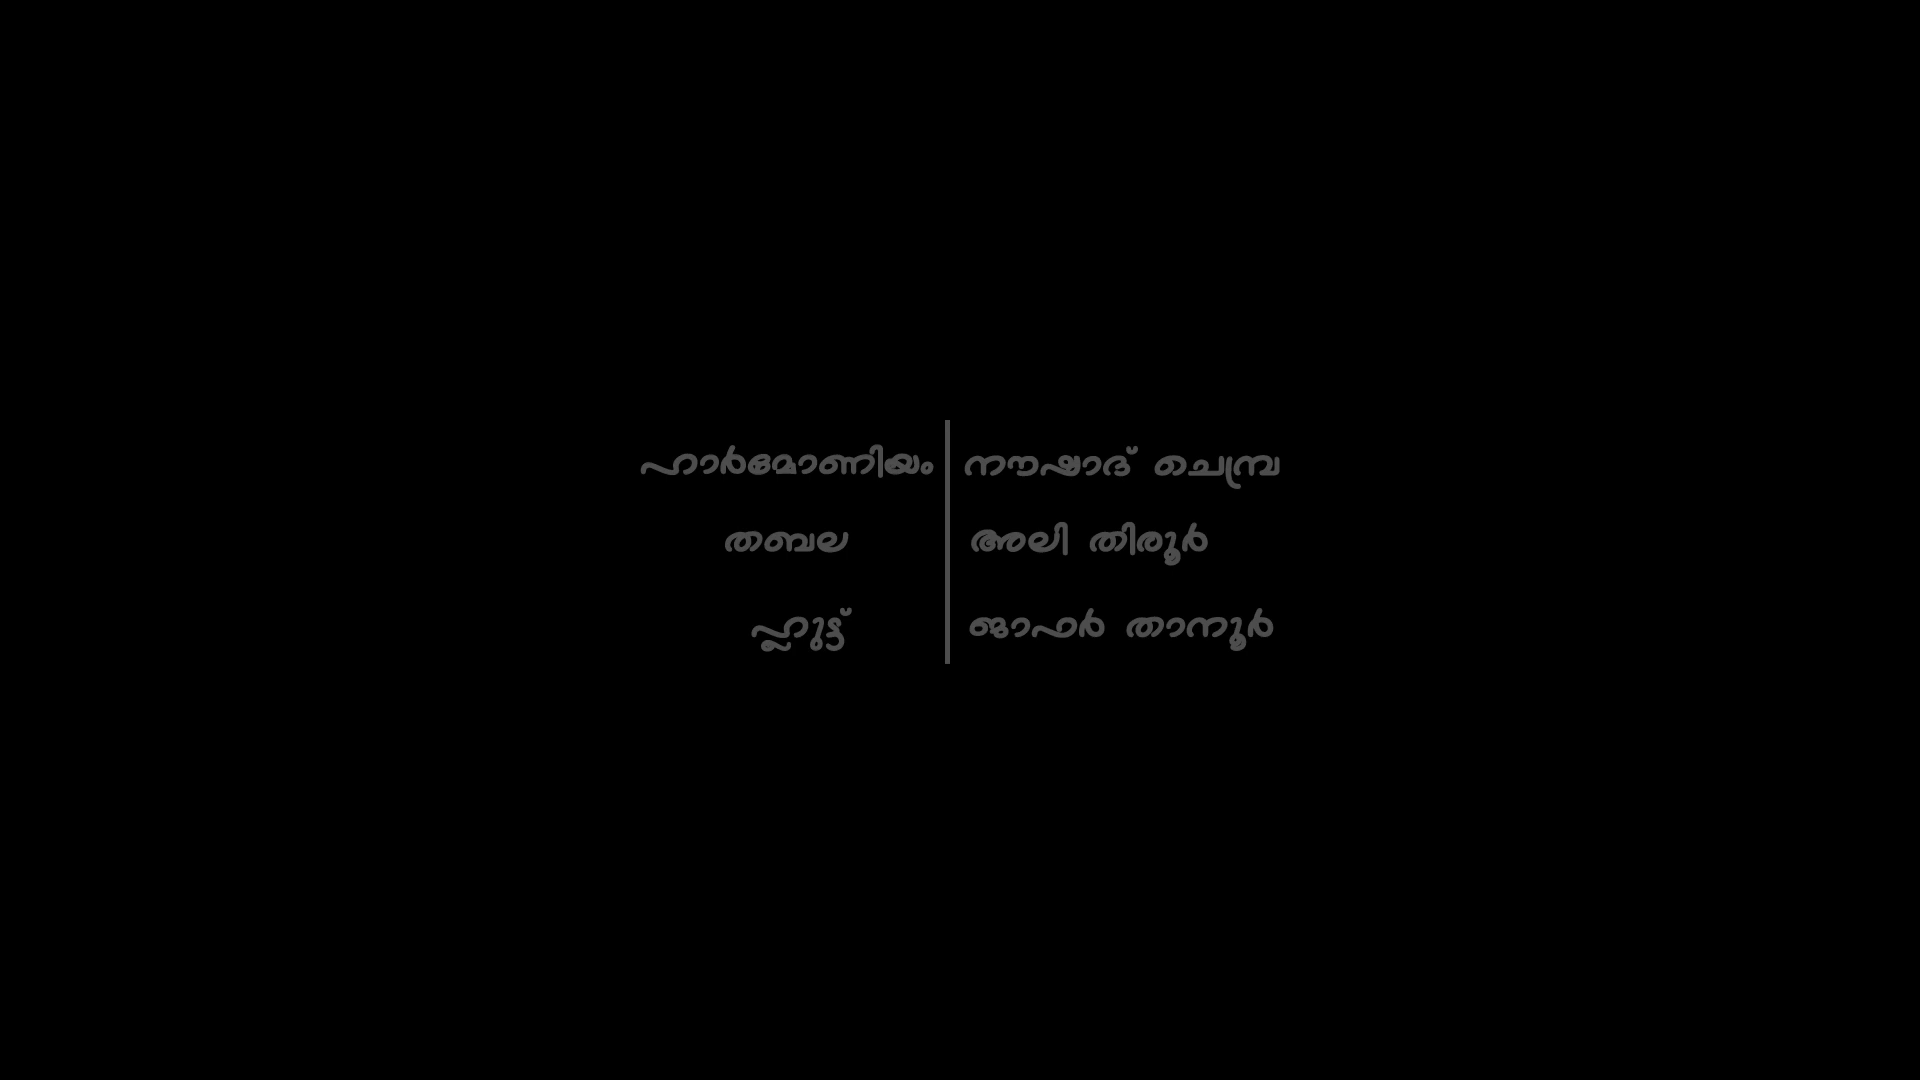 ഹാർമോണിയം നൗഷാദ് ചെമ്പ്ര
തബല അലി തിരൂർ
ഫ്ലുട്ട് ജാഫർ താനൂർ